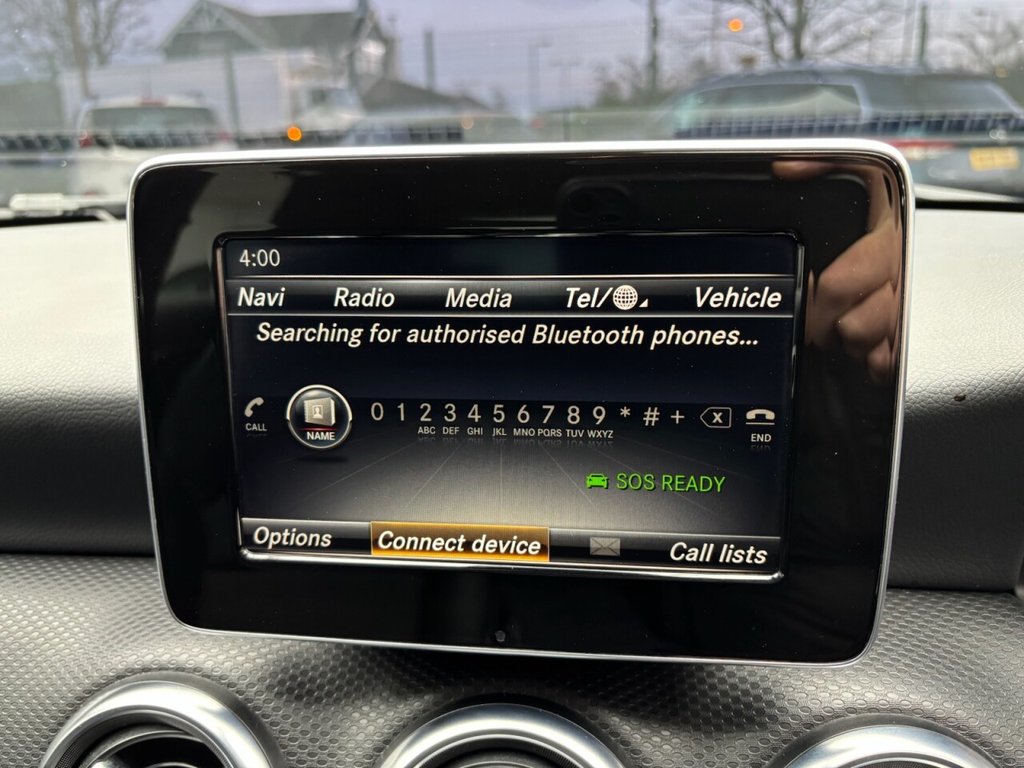 4:00
Navi Radio Media Tel/ Vehicle
Searching for authorised Bluetooth phones...
CALL NAME 0 1 2 3 4 5 6 7 8 9 * # + X END
ABC DEF GHI JKL MNO PQRS TUV WXYZ
SOS READY
Options Connect device Call lists